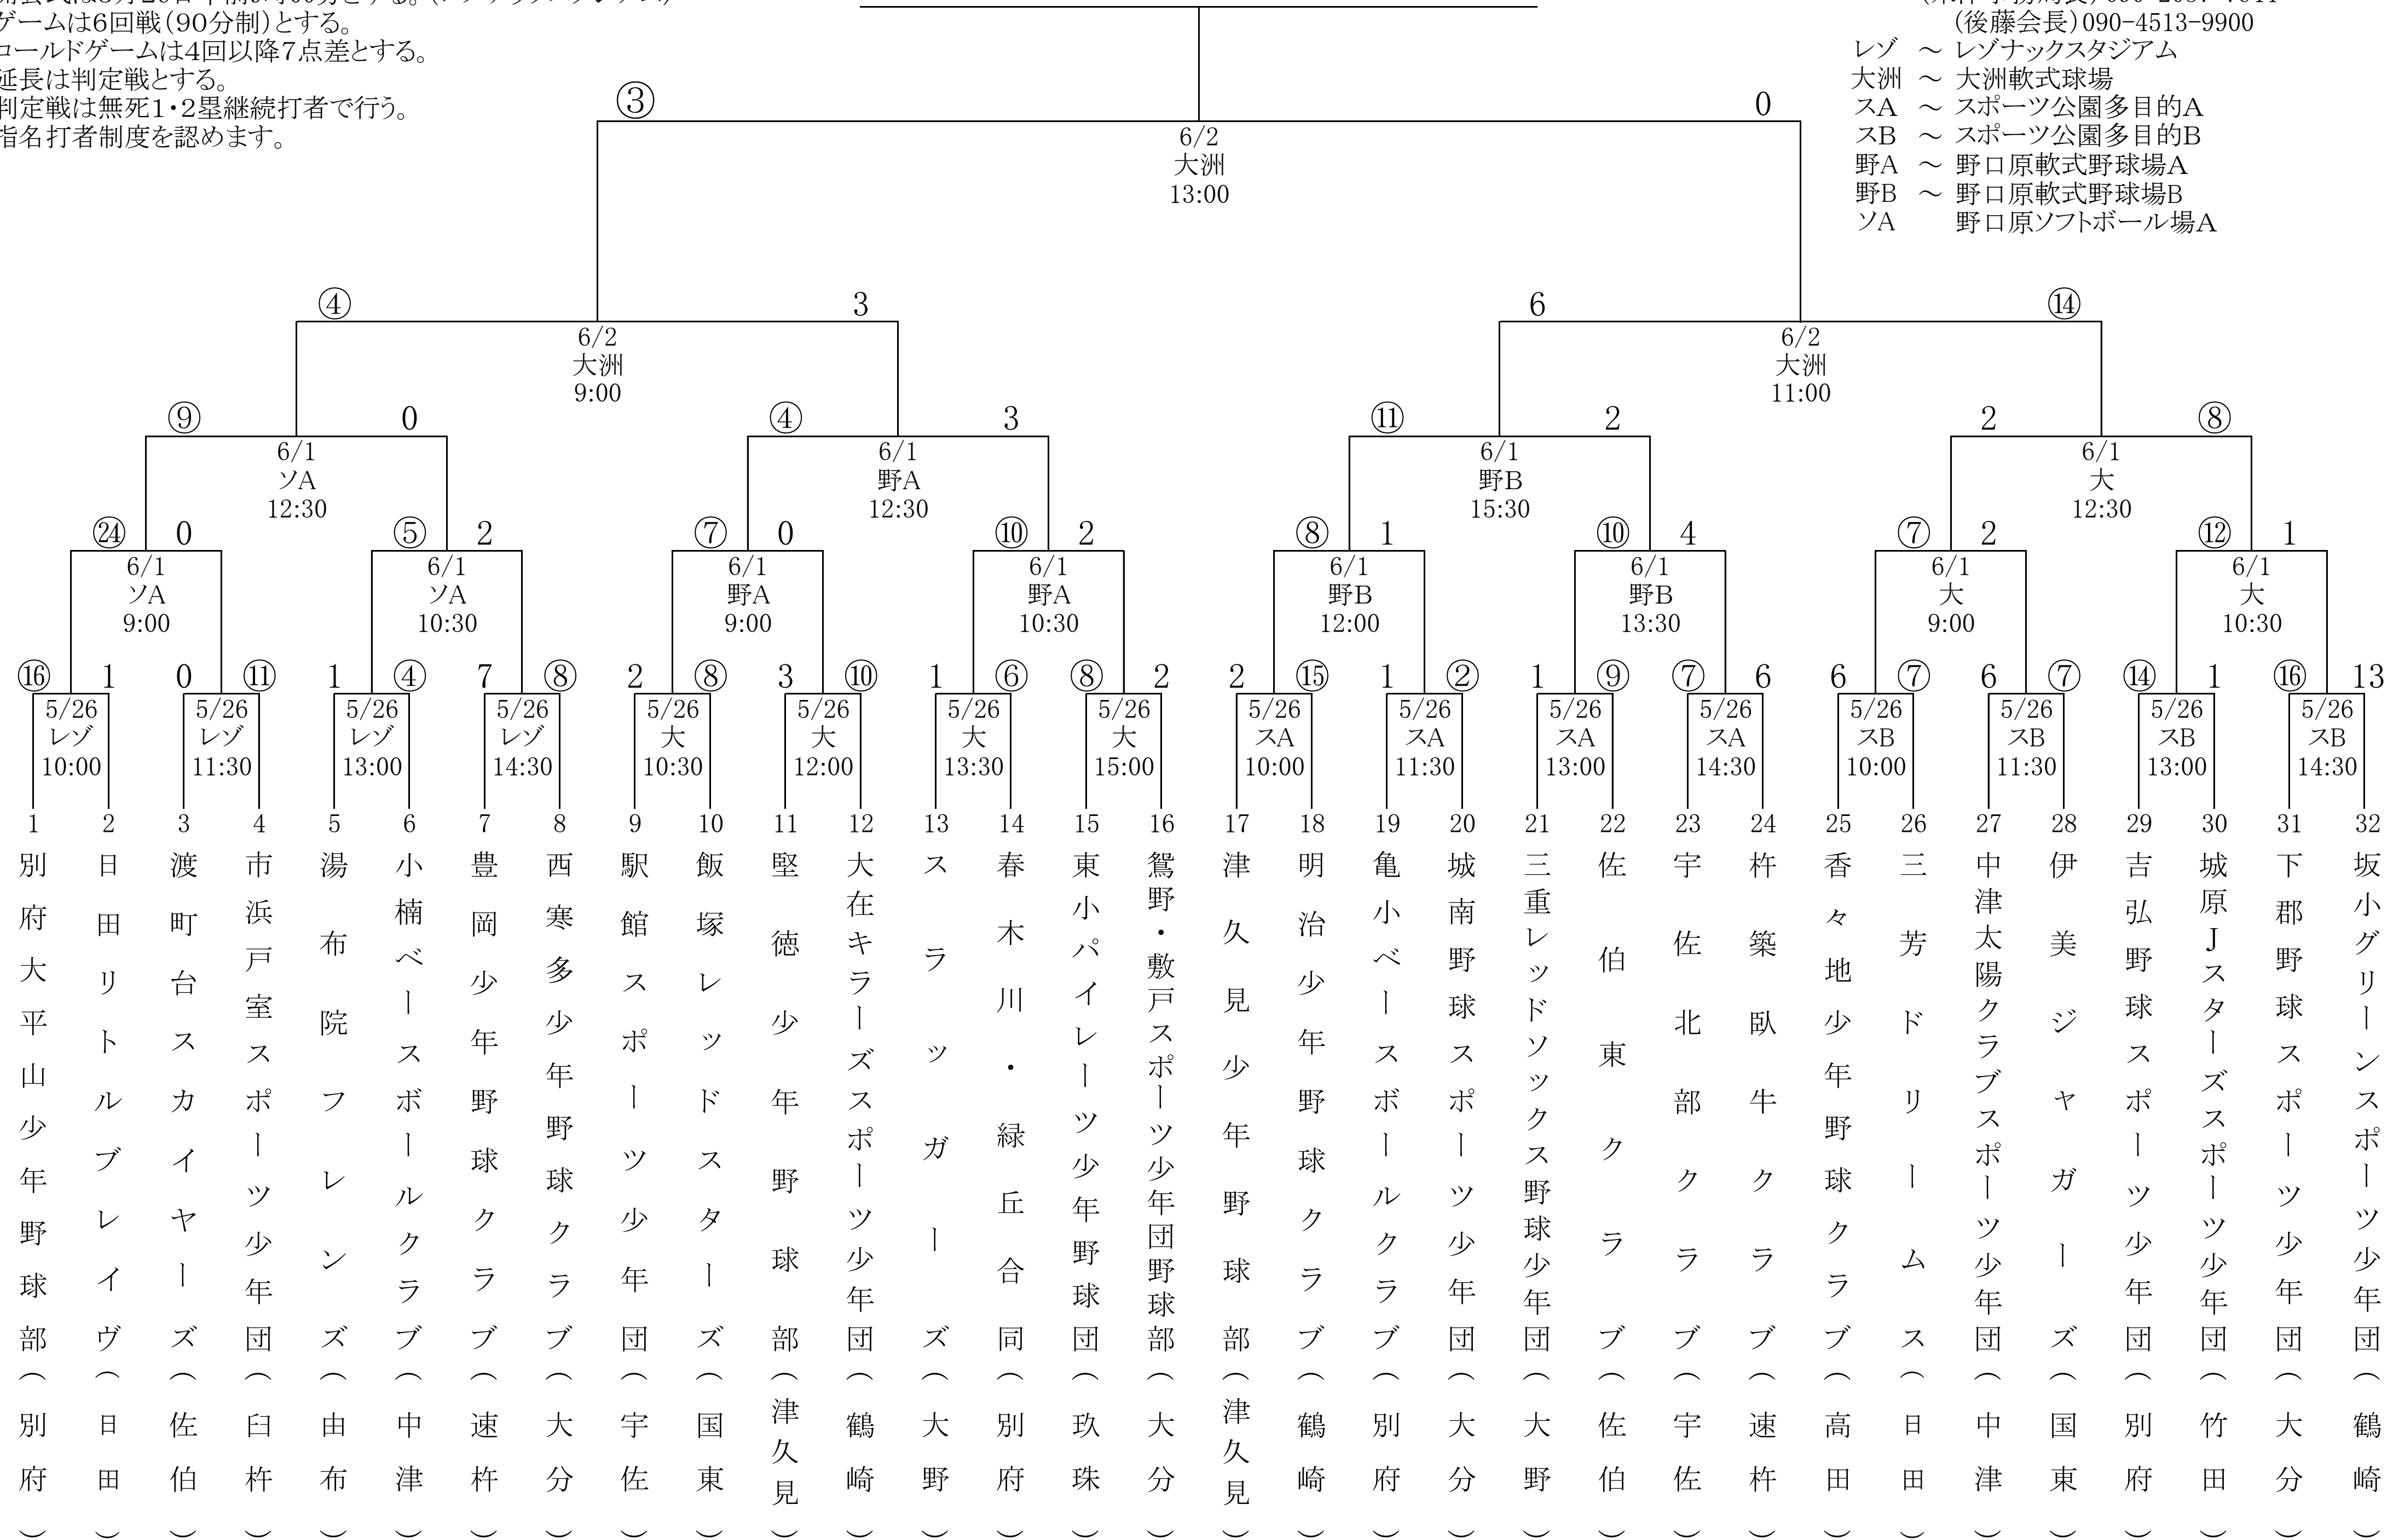 ゲームは6回戦（90分制）とする。
コールドゲームは4回以降7点差とする。
延長は判定戦とする。
判定戦は無死1・2塁継続打者で行う。
指名打者制度を認めます。
（後藤会長）090-4513-9900
レゾ ～ レゾナックスタジアム
大洲 ～ 大洲軟式球場
スA ～ スポーツ公園多目的A
スB ～ スポーツ公園多目的B
野A ～ 野口原軟式野球場A
野B ～ 野口原軟式野球場B
ソA 野口原ソフトボール場A
③ 0
6/2
大洲
13:00
④ 3 6 ⑭
6/2 6/2
大洲 大洲
9:00 11:00
⑨ 0 ④ 3 ⑪ 2 2 ⑧
6/1 6/1 6/1 6/1
ソA 野A 野B 大
12:30 12:30 15:30 12:30
㉔ 0 ⑤ 2 ⑦ 0 ⑩ 2 ⑧ 1 ⑩ 4 ⑦ 2 ⑫ 1
6/1 6/1 6/1 6/1 6/1 6/1 6/1 6/1
ソA ソA 野A 野A 野B 野B 大 大
9:00 10:30 9:00 10:30 12:00 13:30 9:00 10:30
⑯ 1 0 ⑪ 1 ④ 7 ⑧ 2 ⑧ 3 ⑩ 1 ⑥ ⑧ 2 2 ⑮ 1 ② 1 ⑨ ⑦ 6 6 ⑦ 6 ⑦ ⑭ 1 ⑯ 13
5/26 5/26 5/26 5/26 5/26 5/26 5/26 5/26 5/26 5/26 5/26 5/26 5/26 5/26 5/26 5/26
レゾ レゾ レゾ レゾ 大 大 大 大 スA スA スA スA スB スB スB スB
10:00 11:30 13:00 14:30 10:30 12:00 13:30 15:00 10:00 11:30 13:00 14:30 10:00 11:30 13:00 14:30
1 2 3 4 5 6 7 8 9 10 11 12 13 14 15 16 17 18 19 20 21 22 23 24 25 26 27 28 29 30 31 32
別府大平山少年野球部（別府）
日田リトルブレイヴ（日田）
渡町台スカイヤーズ（佐伯）
市浜戸室スポーツ少年団（臼杵）
湯布院フレンズ（由布）
小楠ベースボールクラブ（中津）
豊岡少年野球クラブ（速杵）
西寒多少年野球クラブ（大分）
駅館スポーツ少年団（宇佐）
飯塚レッドスターズ（国東）
堅徳少年野球部（津久見）
大在キラーズスポーツ少年団（鶴崎）
スラッガーズ（大野）
春木川・緑丘合同（別府）
東小パイレーツ少年野球団（玖珠）
鴛野・敷戸スポーツ少年団野球部（大分）
津久見少年野球部（津久見）
明治少年野球クラブ（鶴崎）
亀小ベースボールクラブ（別府）
城南野球スポーツ少年団（大分）
三重レッドソックス野球少年団（大野）
佐伯東クラブ（佐伯）
宇佐北部クラブ（宇佐）
杵築臥牛クラブ（速杵）
香々地少年野球クラブ（高田）
三芳ドリームス（日田）
中津太陽クラブスポーツ少年団（中津）
伊美ジャガーズ（国東）
吉弘野球スポーツ少年団（別府）
城原Jスターズスポーツ少年団（竹田）
下郡野球スポーツ少年団（大分）
坂小グリーンスポーツ少年団（鶴崎）